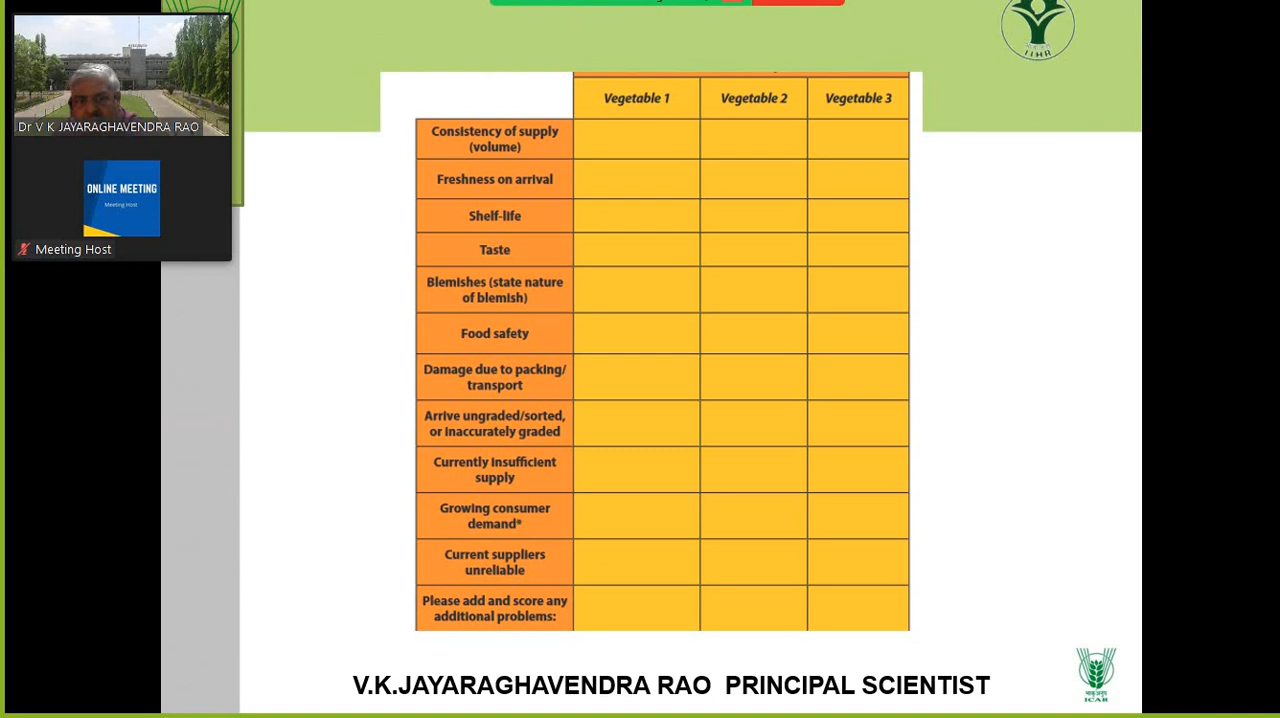 IIHR
Dr V K JAYARAGHAVENDRA RAO
ONLINE MEETING
Meeting Host
Meeting Host
Vegetable 1 Vegetable 2 Vegetable 3
Consistency of supply
(volume)
Freshness on arrival
Shelf-life
Taste
Blemishes (state nature
of blemish)
Food safety
Damage due to packing/
transport
Arrive ungraded/sorted,
or inaccurately graded
Currently insufficient
supply
Growing consumer
demand*
Current suppliers
unreliable
Please add and score any
additional problems:
V.K.JAYARAGHAVENDRA RAO PRINCIPAL SCIENTIST
ICAR